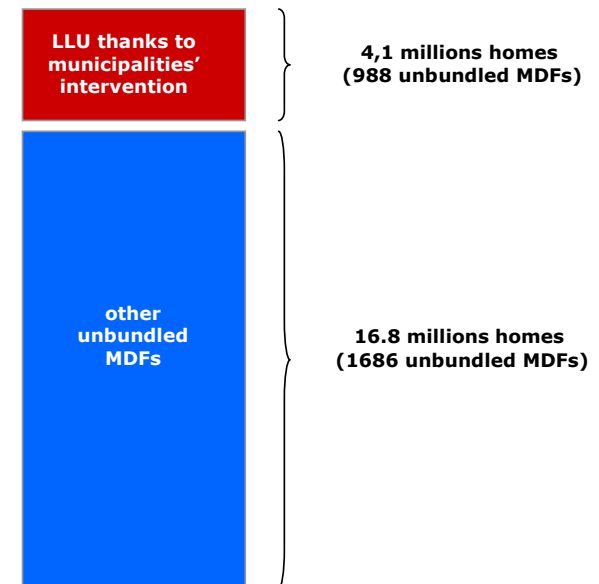 LLU thanks to
municipalities’
intervention
4,1 millions homes
(988 unbundled MDFs)
other
unbundled
MDFs
16.8 millions homes
(1686 unbundled MDFs)